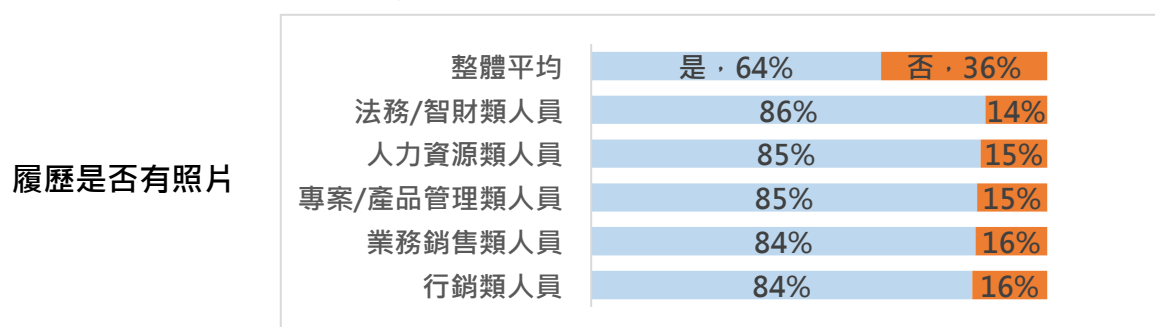 整體平均 是，64% 否，36%
法務/智財類人員 86% 14%
人力資源類人員 85% 15%
履歷是否有照片
專案/產品管理類人員 85% 15%
業務銷售類人員 84% 16%
行銷類人員 84% 16%